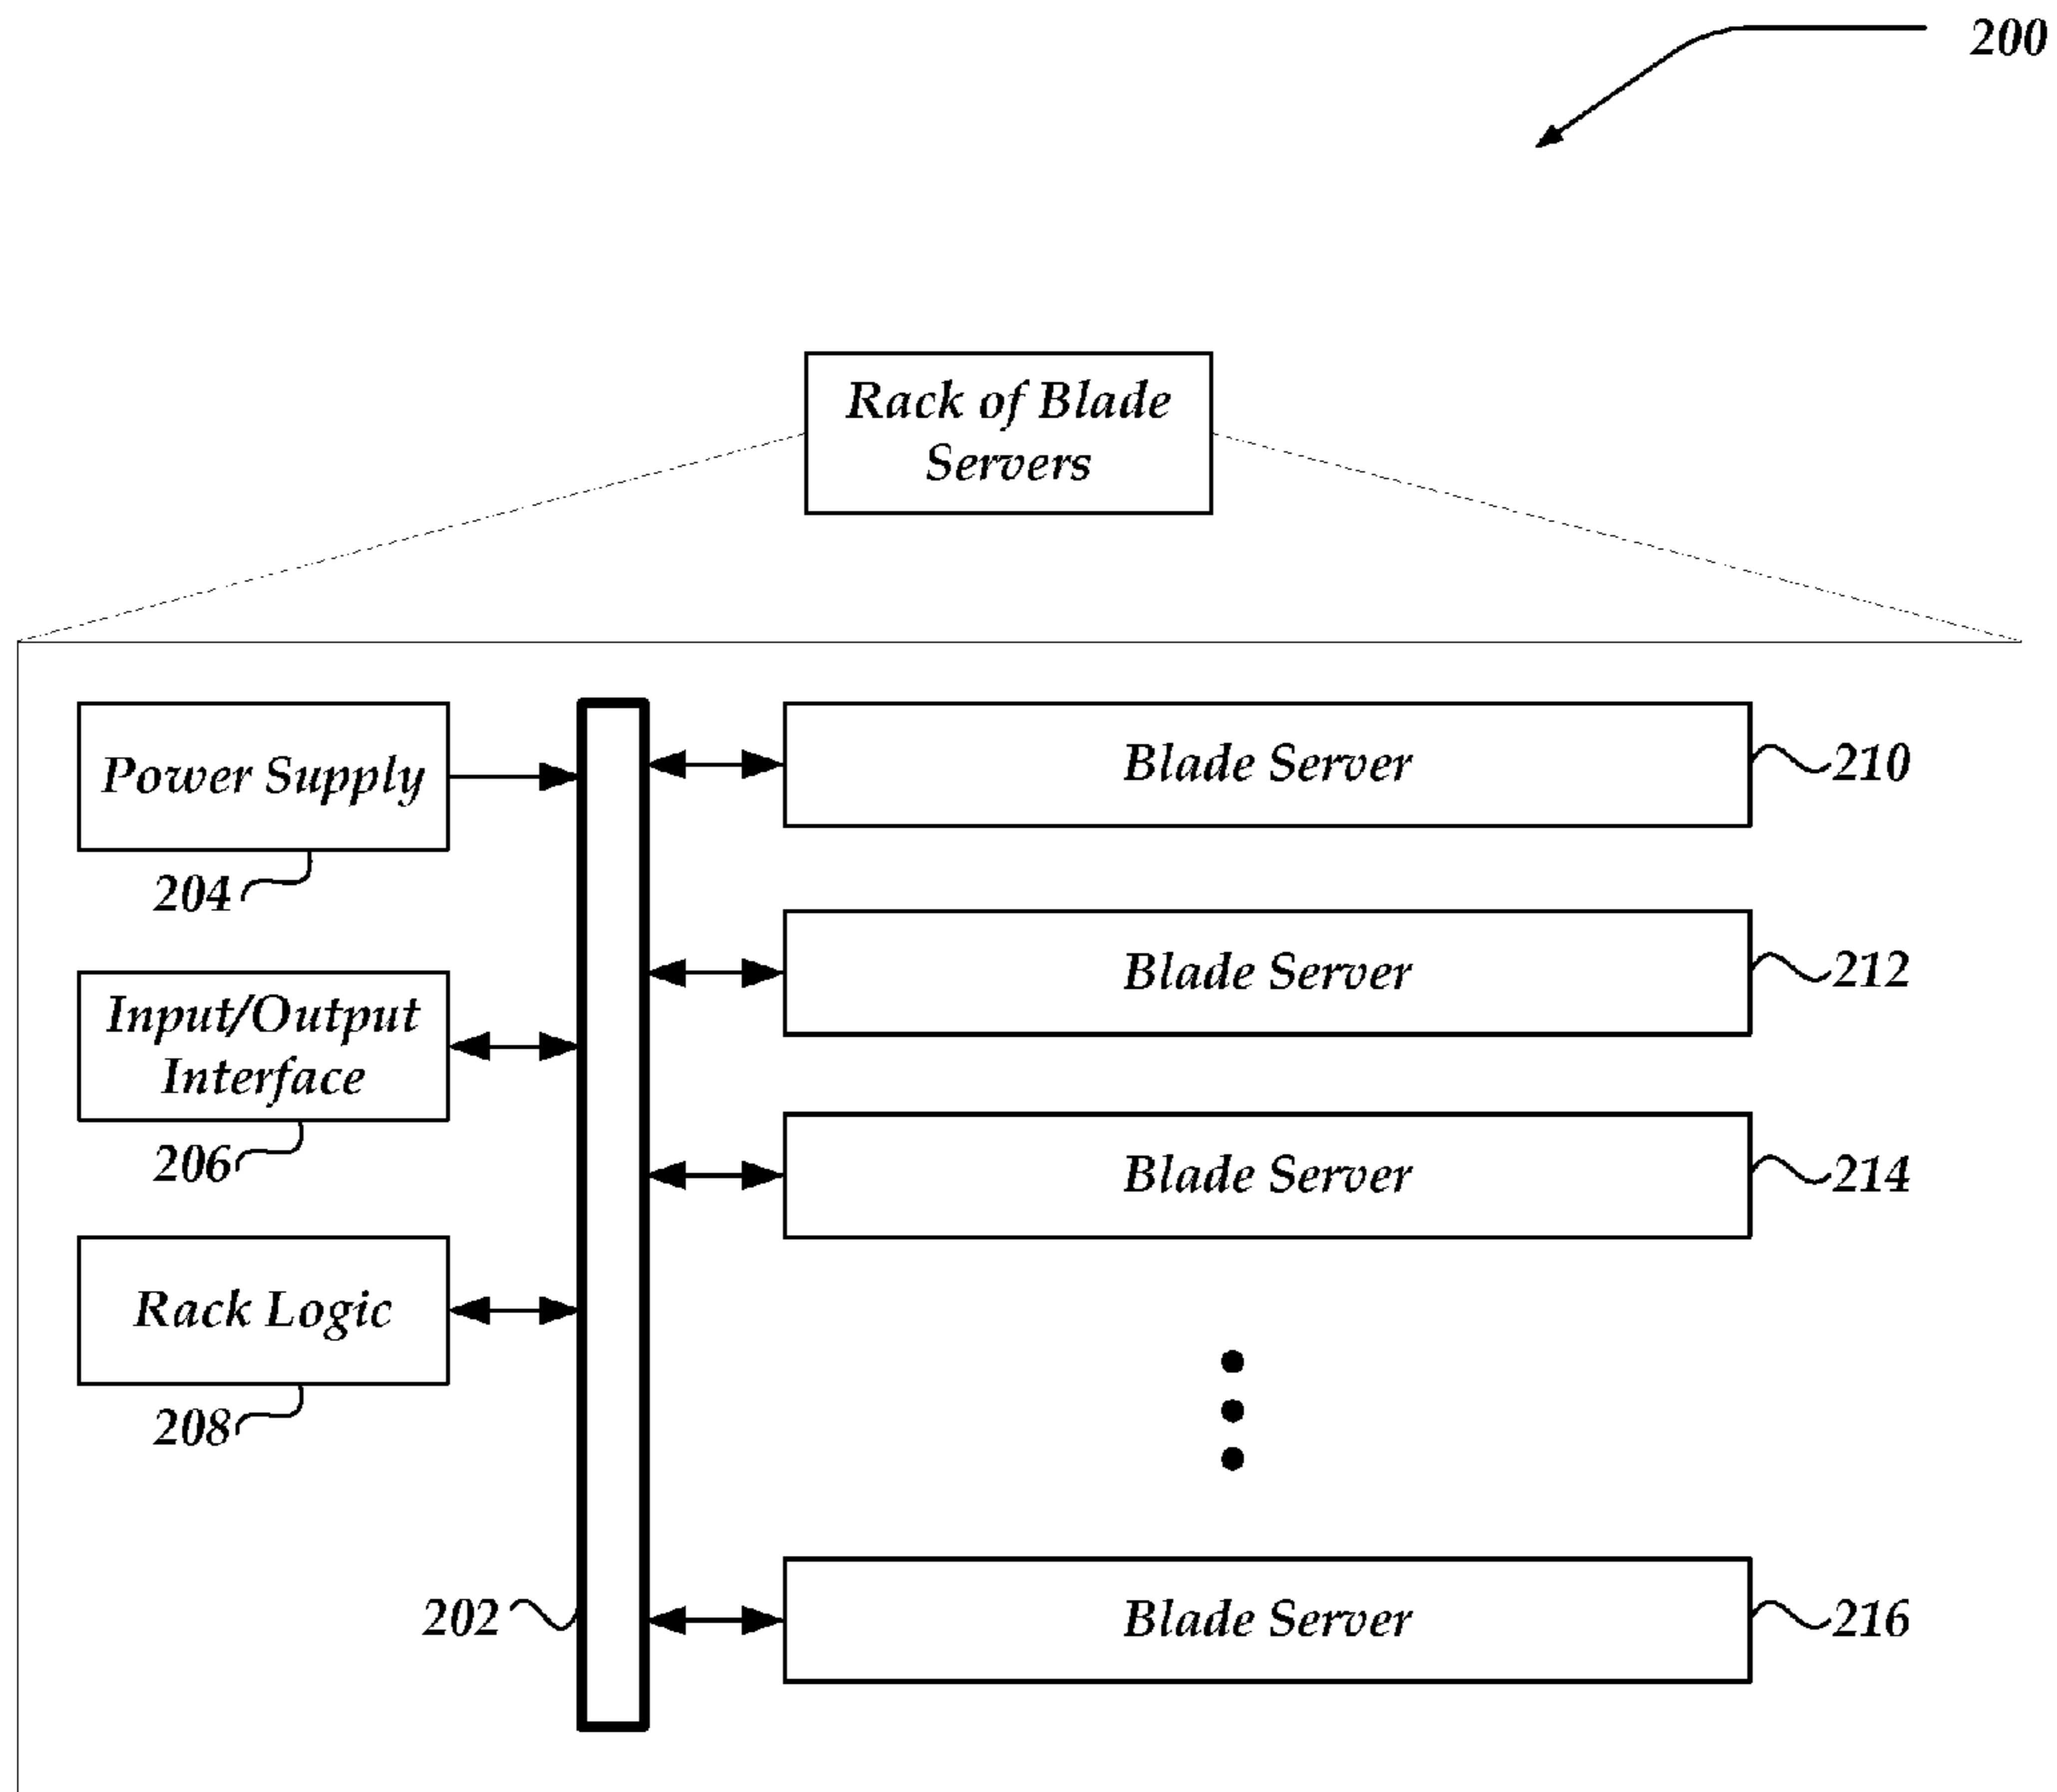 200
Rack of Blade
Servers
Power Supply
204
Input/Output
Interface
206
Rack Logic
208
202
Blade Server
210
Blade Server
212
Blade Server
214
Blade Server
216